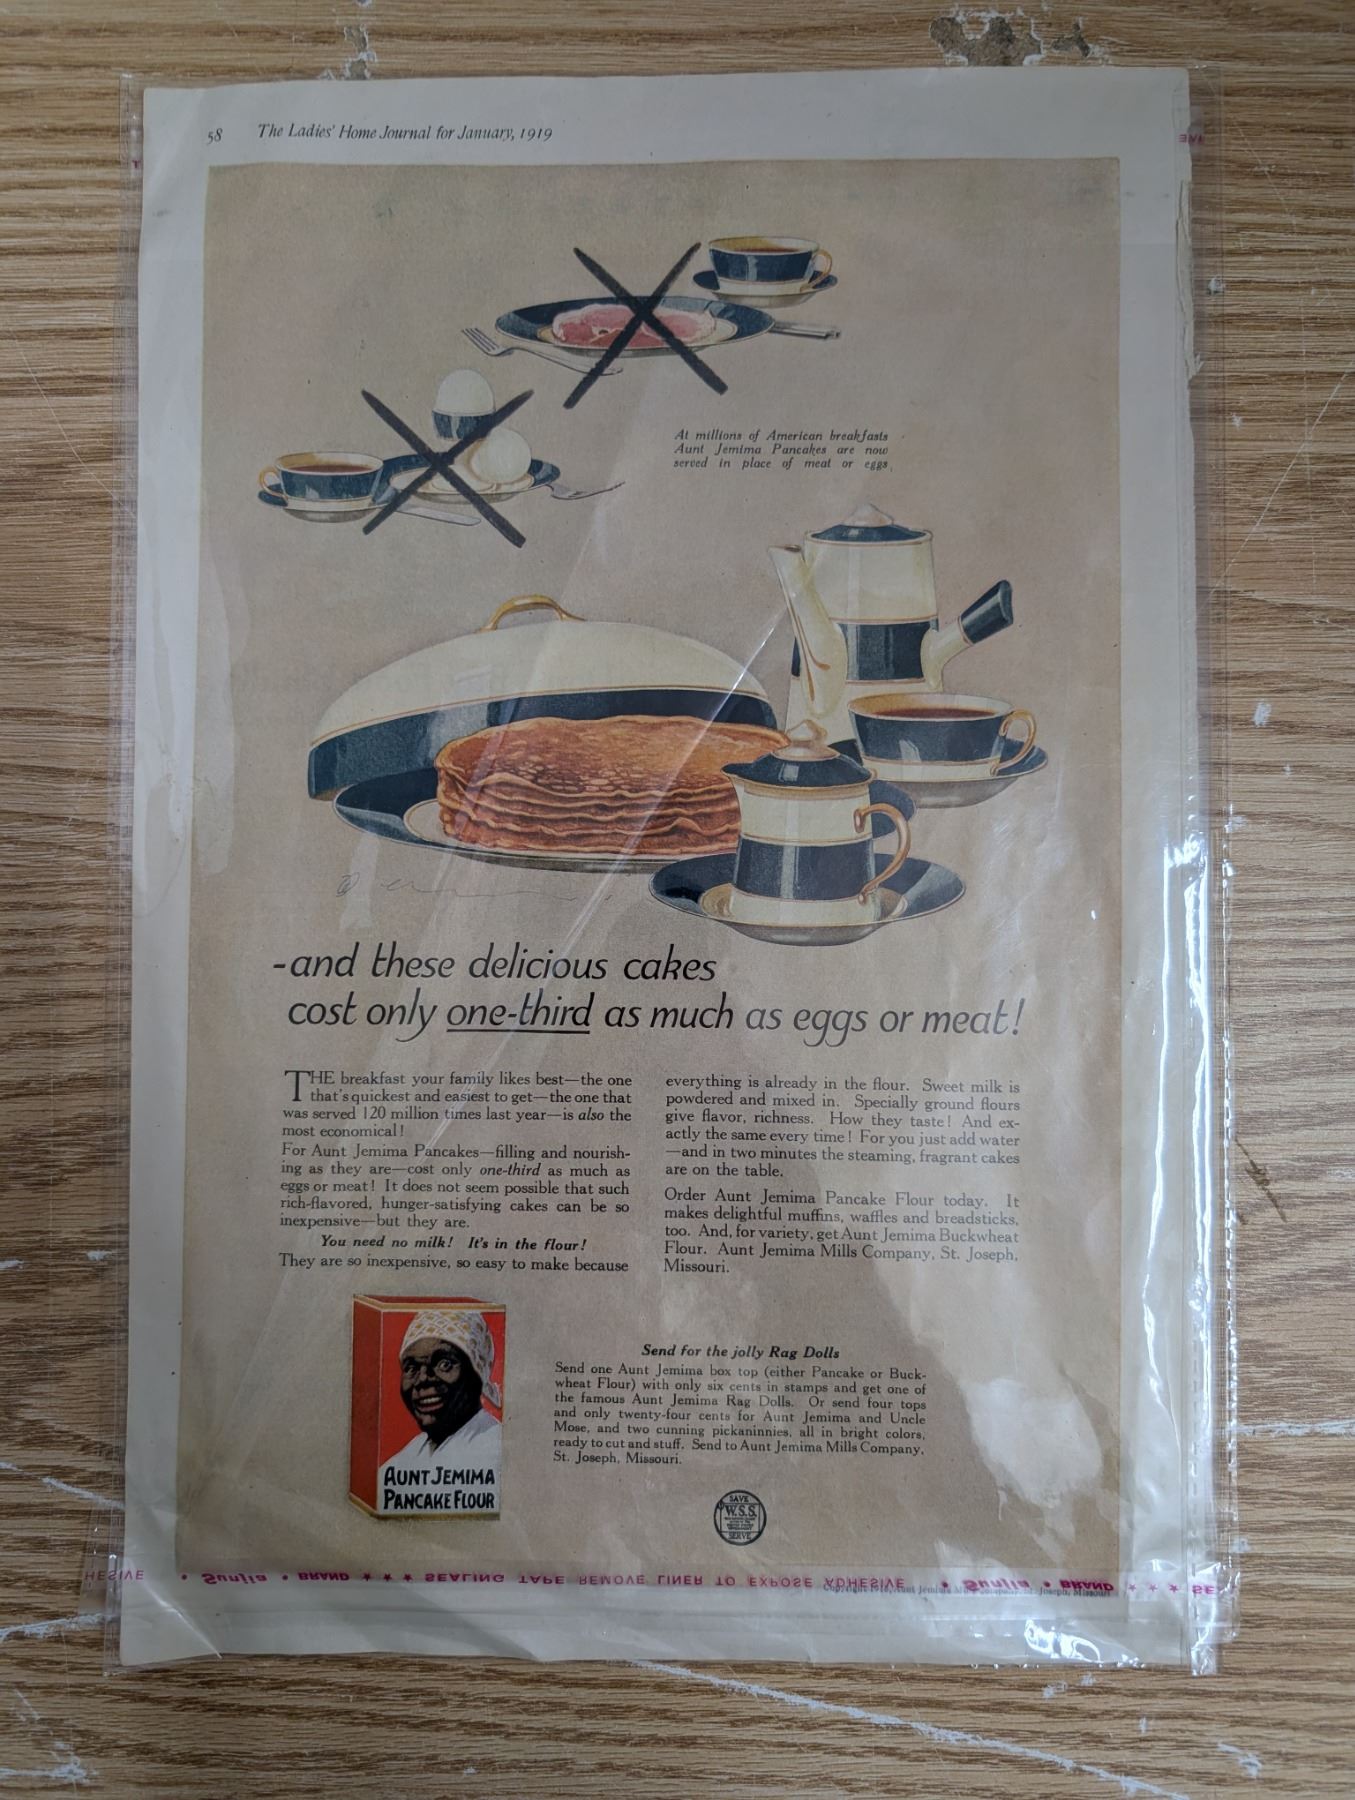 58 The Ladies' Home Journal for January, 1919
At millions of American breakfasts
Aunt Jemima Pancakes are now
served in place of meat or eggs
-and these delicious cakes
cost only one-third as much as eggs or meat!
THE breakfast your family likes best—the one
that's quickest and easiest to get—the one that
was served 120 million times last year—is also the
most economical!
For Aunt Jemima Pancakes—filling and nourish-
ing as they are—cost only one-third as much as
eggs or meat! It does not seem possible that such
rich-flavored, hunger-satisfying cakes can be so
inexpensive—but they are.
You need no milk! It's in the flour!
They are so inexpensive, so easy to make because
everything is already in the flour. Sweet milk is
powdered and mixed in. Specially ground flours
give flavor, richness. How they taste! And ex-
actly the same every time! For you just add water
—and in two minutes the steaming, fragrant cakes
are on the table.
Order Aunt Jemima Pancake Flour today. It
makes delightful muffins, waffles and breadsticks,
too. And, for variety, get Aunt Jemima Buckwheat
Flour. Aunt Jemima Mills Company, St. Joseph,
Missouri.
AUNT JEMIMA
PANCAKE FLOUR
Send for the jolly Rag Dolls
Send one Aunt Jemima box top (either Pancake or Buck-
wheat Flour) with only six cents in stamps and get one of
the famous Aunt Jemima Rag Dolls. Or send four tops
and only twenty-four cents for Aunt Jemima and Uncle
Mose, and two cunning pickaninnies, all in bright colors,
ready to cut and stuff. Send to Aunt Jemima Mills Company,
St. Joseph, Missouri.
SAVE
W.S.S.
SERVE
HESIVE • Sunjia • BRAND ★ ★ ★ SEALING TAPE REMOVE LINER TO EXPOSE ADHESIVE • Sunjia • BRAND ★ ★ ★ SE
Aunt Jemima St. Joseph, Missouri